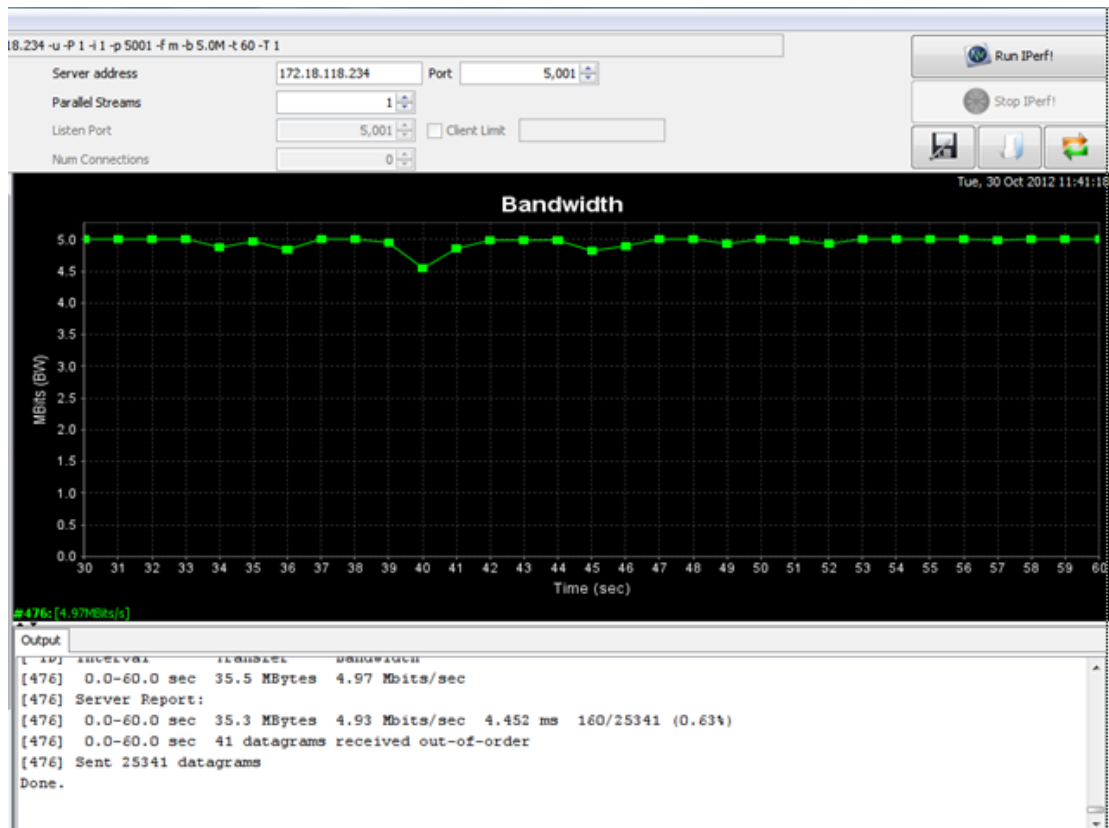 18.234 -u -P 1 -i 1 -p 5001 -f m -b 5.0M -t 60 -T 1
Run IPerf!
Server address 172.18.118.234 Port 5,001
Parallel Streams 1
Stop IPerf!
Listen Port 5,001 Client Limit
Num Connections 0
Tue, 30 Oct 2012 11:41:18
Bandwidth
MBits (BW)
5.0
4.5
4.0
3.5
3.0
2.5
2.0
1.5
1.0
0.5
0.0
30 31 32 33 34 35 36 37 38 39 40 41 42 43 44 45 46 47 48 49 50 51 52 53 54 55 56 57 58 59 60
Time (sec)
#476: [4.97MBits/s]
Output
[ ID] Interval Transfer Bandwidth
[476] 0.0-60.0 sec 35.5 MBytes 4.97 Mbits/sec
[476] Server Report:
[476] 0.0-60.0 sec 35.3 MBytes 4.93 Mbits/sec 4.452 ms 160/25341 (0.63%)
[476] 0.0-60.0 sec 41 datagrams received out-of-order
[476] Sent 25341 datagrams
Done.